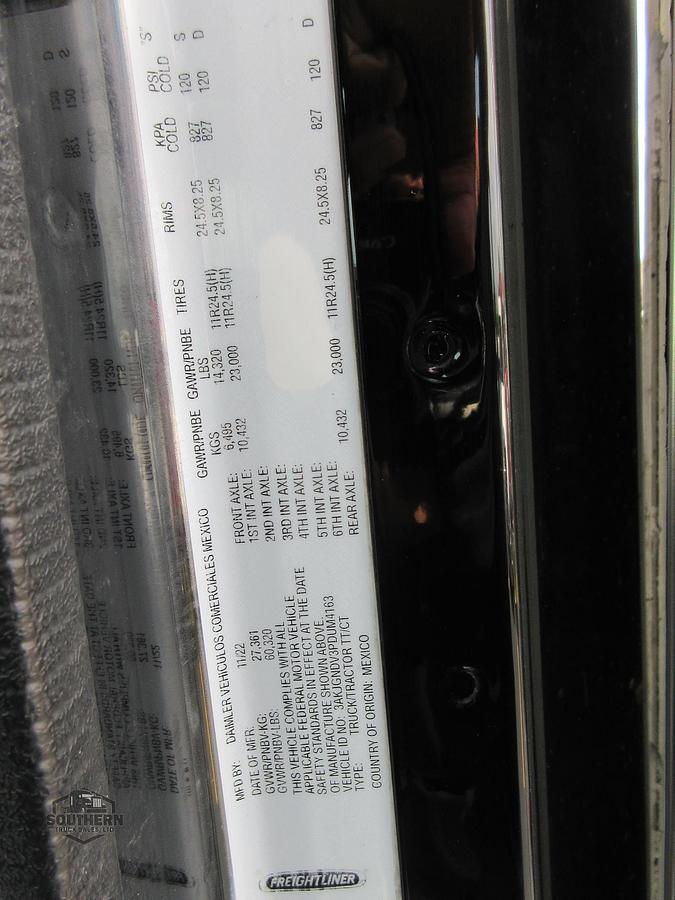 MFD BY: DAIMLER VEHICULOS COMERCIALES MEXICO
DATE OF MFR: 11/22
GVWR/PNBV-KG: 27,361
GVWR/PNBV-LBS: 60,320
THIS VEHICLE COMPLIES WITH ALL
APPLICABLE FEDERAL MOTOR VEHICLE
SAFETY STANDARDS IN EFFECT AT THE DATE
OF MANUFACTURE SHOWN ABOVE.
VEHICLE ID NO: 3AKJGNDV3PDUM4163
TYPE: TRUCK/TRACTOR TT/CT
COUNTRY OF ORIGIN: MEXICO
GAWR/PNBE GAWR/PNBE TIRES RIMS KPA PSI "S"
KGS LBS COLD COLD
FRONT AXLE: 6,495 14,320 11R24.5(H) 24.5X8.25 827 120 S
1ST INT AXLE: 10,432 23,000 11R24.5(H) 24.5X8.25 827 120 D
2ND INT AXLE:
3RD INT AXLE:
4TH INT AXLE:
5TH INT AXLE:
6TH INT AXLE:
REAR AXLE: 10,432 23,000 11R24.5(H) 24.5X8.25 827 120 D
FREIGHTLINER
SOUTHERN
TRUCK SALES, LTD